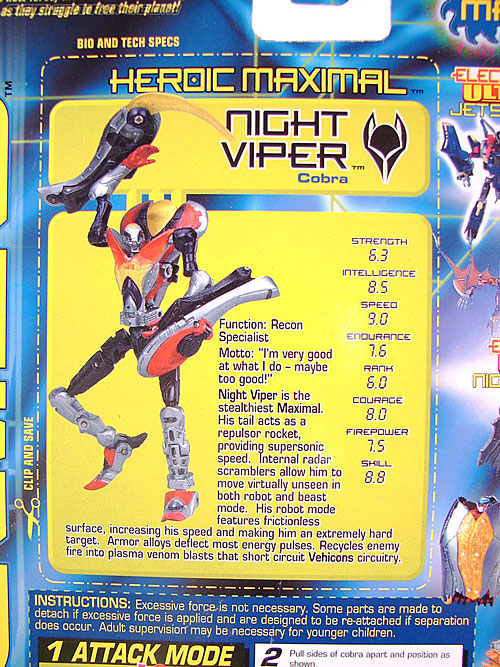 as they struggle to free their planet!
BIO AND TECH SPECS
HEROIC MAXIMAL™
NIGHT
VIPER™
Cobra
STRENGTH
6.3
INTELLIGENCE
8.5
SPEED
9.0
ENDURANCE
7.6
RANK
6.0
COURAGE
8.0
FIREPOWER
7.5
SKILL
8.8
Function: Recon
Specialist
Motto: "I'm very good
at what I do – maybe
too good!"
Night Viper is the
stealthiest Maximal.
His tail acts as a
repulsor rocket,
providing supersonic
speed. Internal radar
scramblers allow him to
move virtually unseen in
both robot and beast
mode. His robot mode
features frictionless
surface, increasing his speed and making him an extremely hard
target. Armor alloys deflect most energy pulses. Recycles enemy
fire into plasma venom blasts that short circuit Vehicons circuitry.
CLIP AND SAVE
INSTRUCTIONS: Excessive force is not necessary. Some parts are made to
detach if excessive force is applied and are designed to be re-attached if separation
does occur. Adult supervision may be necessary for younger children.
1 ATTACK MODE
2 Pull sides of cobra apart and position as
shown.
TM
MA
ELEC
ULT
JETS
NIG